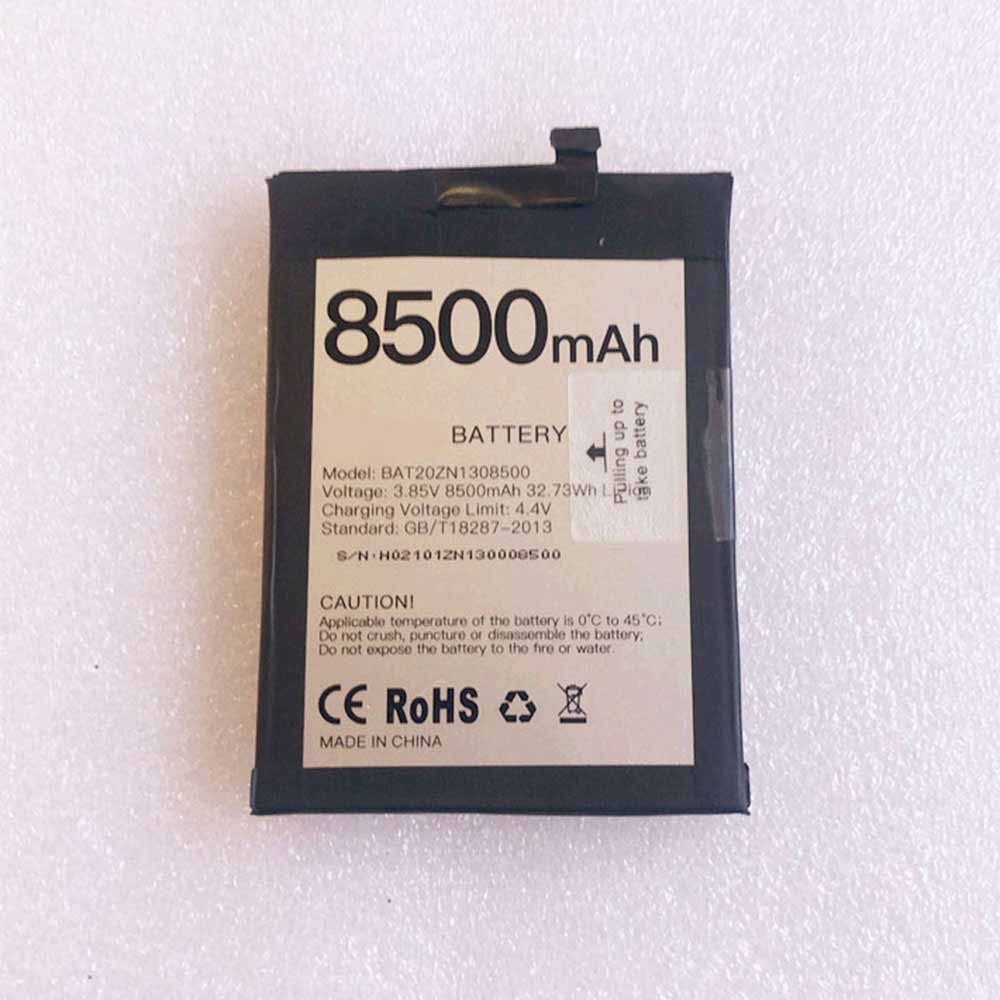 8500mAh
BATTERY
Model: BAT20ZN1308500
Voltage: 3.85V 8500mAh 32.73Wh
Charging Voltage Limit: 4.4V
Standard: GB/T18287-2013
S/N:H02101ZN130008500
Pulling up to
take battery
CAUTION!
Applicable temperature of the battery is 0°C to 45°C;
Do not crush, puncture or disassemble the battery;
Do not expose the battery to the fire or water.
CE RoHS
MADE IN CHINA